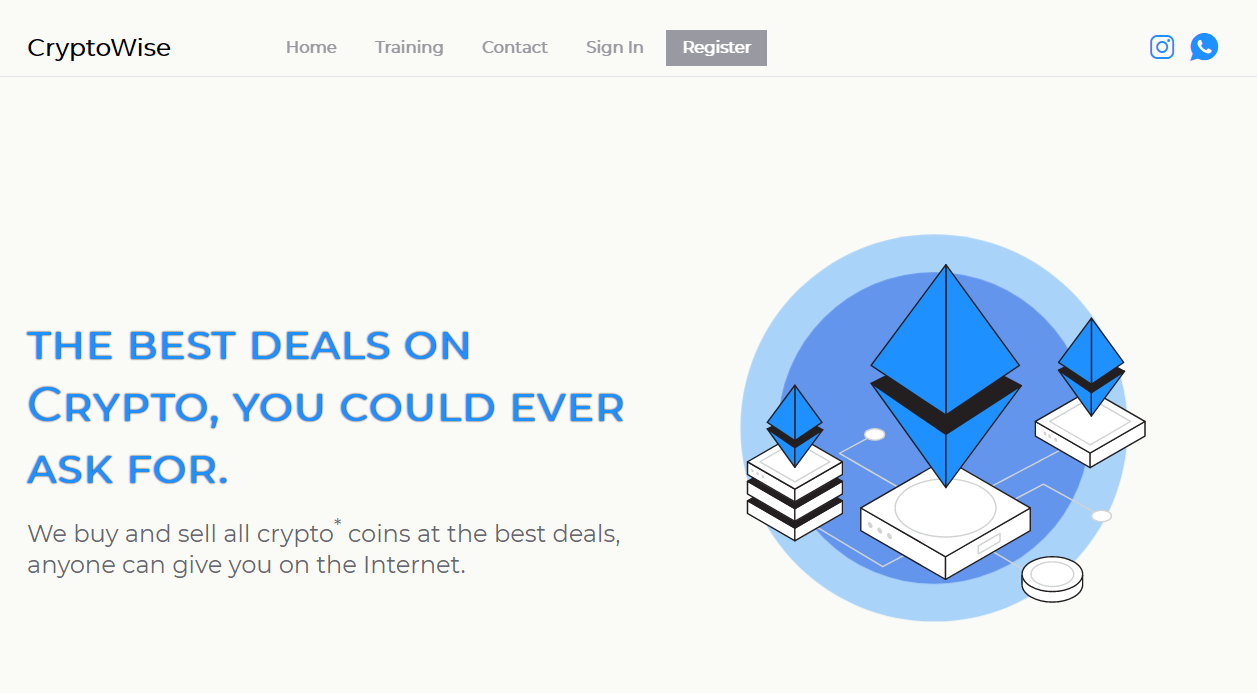 CryptoWise
Home Training Contact Sign In Register
THE BEST DEALS ON
CRYPTO, YOU COULD EVER
ASK FOR.
We buy and sell all crypto* coins at the best deals,
anyone can give you on the Internet.